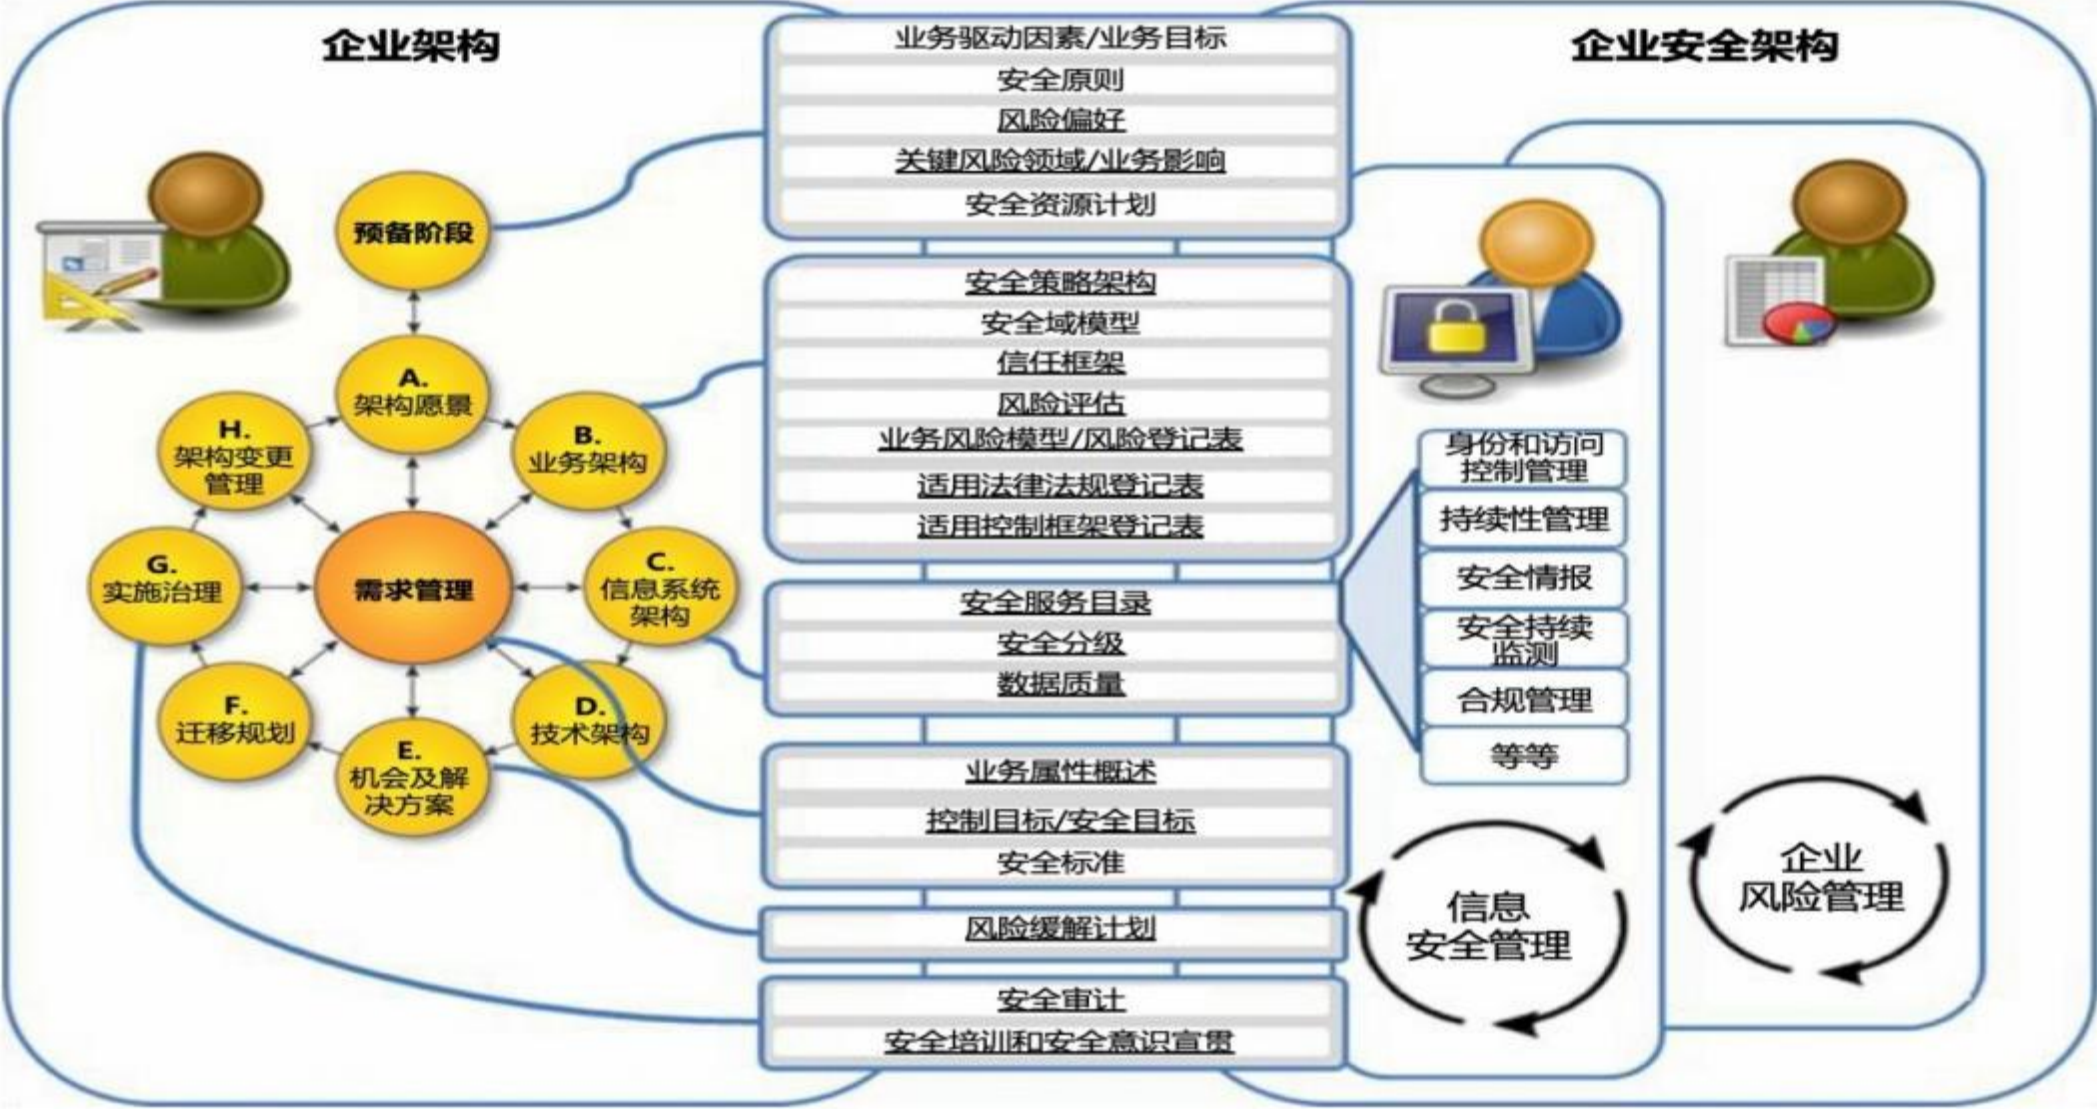 企业架构
企业安全架构
业务驱动因素/业务目标
安全原则
风险偏好
关键风险领域/业务影响
安全资源计划
预备阶段
A.
架构愿景
B.
业务架构
C.
信息系统
架构
D.
技术架构
E.
机会及解
决方案
F.
迁移规划
G.
实施治理
H.
架构变更
管理
需求管理
安全策略架构
安全域模型
信任框架
风险评估
业务风险模型/风险登记表
适用法律法规登记表
适用控制框架登记表
安全服务目录
安全分级
数据质量
业务属性概述
控制目标/安全目标
安全标准
风险缓解计划
安全审计
安全培训和安全意识宣贯
身份和访问
控制管理
持续性管理
安全情报
安全持续
监测
合规管理
等等
信息
安全管理
企业
风险管理